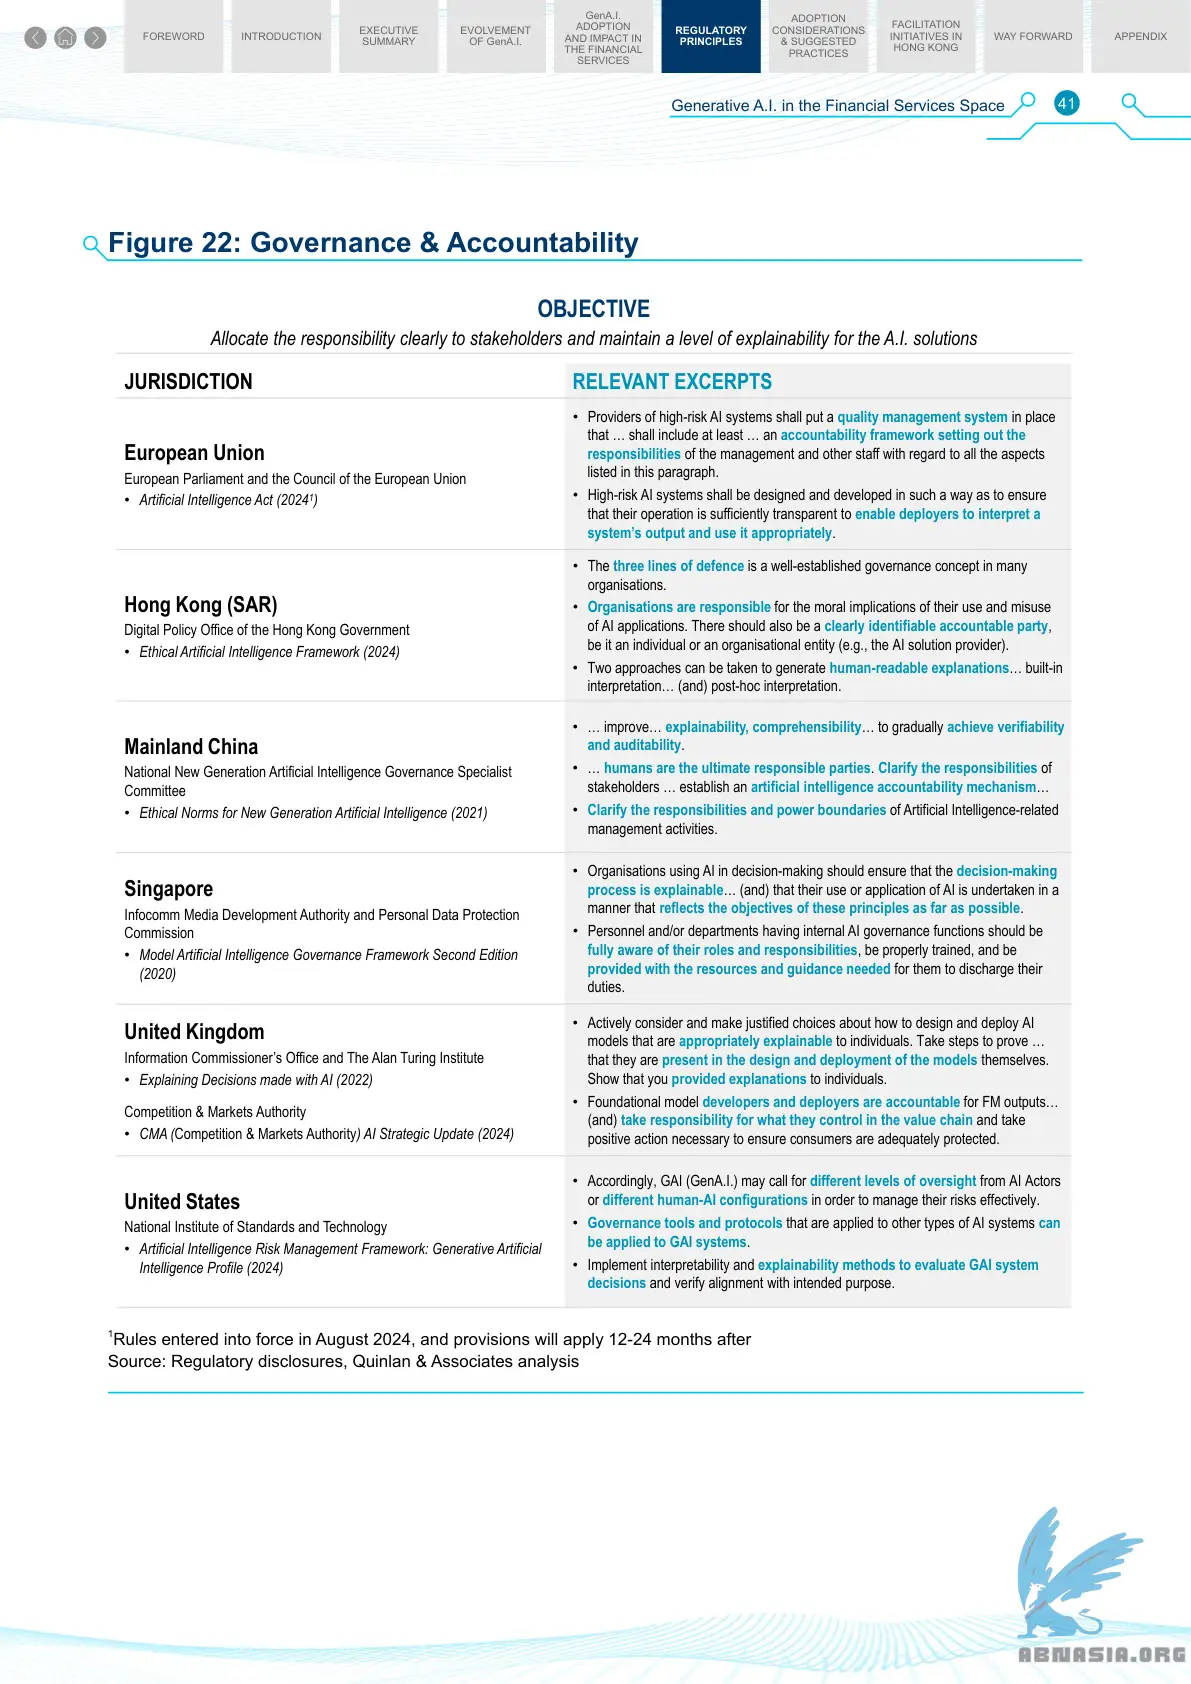 FOREWORD
INTRODUCTION
EXECUTIVE
SUMMARY
EVOLVEMENT
OF GenA.I.
GenA.I.
ADOPTION
AND IMPACT IN
THE FINANCIAL
SERVICES
REGULATORY
PRINCIPLES
ADOPTION
CONSIDERATIONS
& SUGGESTED
PRACTICES
FACILITATION
INITIATIVES IN
HONG KONG
WAY FORWARD
APPENDIX
Generative A.I. in the Financial Services Space
41
Figure 22: Governance & Accountability
OBJECTIVE
Allocate the responsibility clearly to stakeholders and maintain a level of explainability for the A.I. solutions
JURISDICTION
RELEVANT EXCERPTS
European Union
European Parliament and the Council of the European Union
• Artificial Intelligence Act (2024¹)
• Providers of high-risk AI systems shall put a quality management system in place
that … shall include at least … an accountability framework setting out the
responsibilities of the management and other staff with regard to all the aspects
listed in this paragraph.
• High-risk AI systems shall be designed and developed in such a way as to ensure
that their operation is sufficiently transparent to enable deployers to interpret a
system's output and use it appropriately.
Hong Kong (SAR)
Digital Policy Office of the Hong Kong Government
• Ethical Artificial Intelligence Framework (2024)
• The three lines of defence is a well-established governance concept in many
organisations.
• Organisations are responsible for the moral implications of their use and misuse
of AI applications. There should also be a clearly identifiable accountable party,
be it an individual or an organisational entity (e.g., the AI solution provider).
• Two approaches can be taken to generate human-readable explanations… built-in
interpretation… (and) post-hoc interpretation.
Mainland China
National New Generation Artificial Intelligence Governance Specialist
Committee
• Ethical Norms for New Generation Artificial Intelligence (2021)
• … improve… explainability, comprehensibility… to gradually achieve verifiability
and auditability.
• … humans are the ultimate responsible parties. Clarify the responsibilities of
stakeholders … establish an artificial intelligence accountability mechanism…
• Clarify the responsibilities and power boundaries of Artificial Intelligence-related
management activities.
Singapore
Infocomm Media Development Authority and Personal Data Protection
Commission
• Model Artificial Intelligence Governance Framework Second Edition
(2020)
• Organisations using AI in decision-making should ensure that the decision-making
process is explainable… (and) that their use or application of AI is undertaken in a
manner that reflects the objectives of these principles as far as possible.
• Personnel and/or departments having internal AI governance functions should be
fully aware of their roles and responsibilities, be properly trained, and be
provided with the resources and guidance needed for them to discharge their
duties.
United Kingdom
Information Commissioner's Office and The Alan Turing Institute
• Explaining Decisions made with AI (2022)
Competition & Markets Authority
• CMA (Competition & Markets Authority) AI Strategic Update (2024)
• Actively consider and make justified choices about how to design and deploy AI
models that are appropriately explainable to individuals. Take steps to prove …
that they are present in the design and deployment of the models themselves.
Show that you provided explanations to individuals.
• Foundational model developers and deployers are accountable for FM outputs…
(and) take responsibility for what they control in the value chain and take
positive action necessary to ensure consumers are adequately protected.
United States
National Institute of Standards and Technology
• Artificial Intelligence Risk Management Framework: Generative Artificial
Intelligence Profile (2024)
• Accordingly, GAI (GenA.I.) may call for different levels of oversight from AI Actors
or different human-AI configurations in order to manage their risks effectively.
• Governance tools and protocols that are applied to other types of AI systems can
be applied to GAI systems.
• Implement interpretability and explainability methods to evaluate GAI system
decisions and verify alignment with intended purpose.
¹Rules entered into force in August 2024, and provisions will apply 12-24 months after
Source: Regulatory disclosures, Quinlan & Associates analysis
ABNASIA.ORG